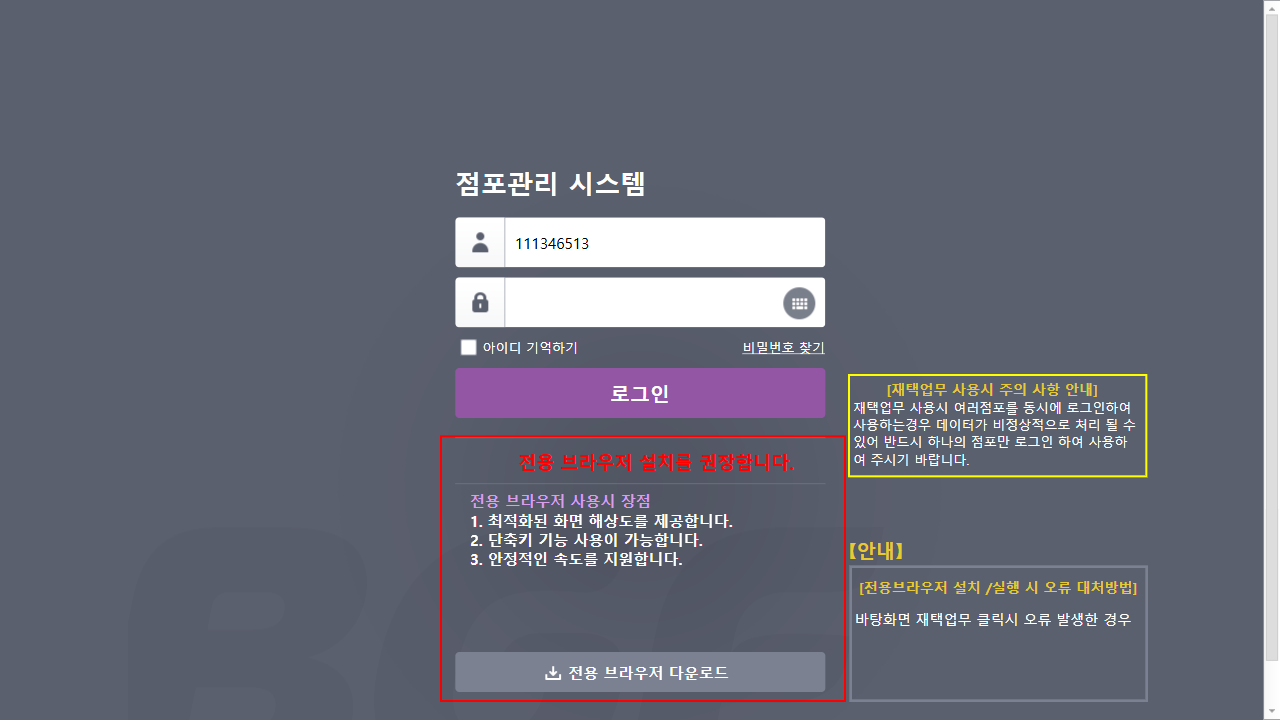 점포관리 시스템
111346513
아이디 기억하기
비밀번호 찾기
로그인
[재택업무 사용시 주의 사항 안내]
재택업무 사용시 여러점포를 동시에 로그인하여
사용하는경우 데이터가 비정상적으로 처리 될 수
있어 반드시 하나의 점포만 로그인 하여 사용하
여 주시기 바랍니다.
전용 브라우저 설치를 권장합니다.
전용 브라우저 사용시 장점
1. 최적화된 화면 해상도를 제공합니다.
2. 단축키 기능 사용이 가능합니다.
3. 안정적인 속도를 지원합니다.
전용 브라우저 다운로드
[안내]
[전용브라우저 설치 /실행 시 오류 대처방법]
바탕화면 재택업무 클릭시 오류 발생한 경우